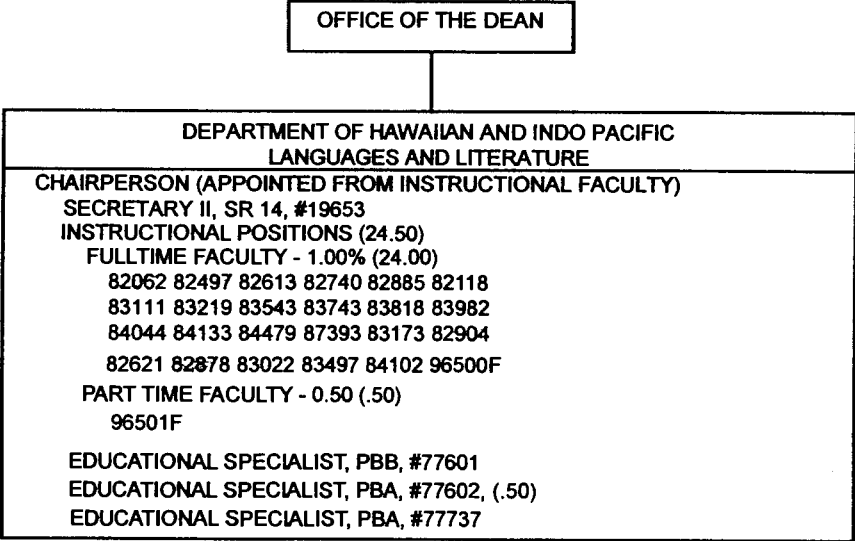 OFFICE OF THE DEAN
DEPARTMENT OF HAWAIIAN AND INDO PACIFIC
LANGUAGES AND LITERATURE
CHAIRPERSON (APPOINTED FROM INSTRUCTIONAL FACULTY)
SECRETARY II, SR 14, #19653
INSTRUCTIONAL POSITIONS (24.50)
FULLTIME FACULTY - 1.00% (24.00)
82062 82497 82613 82740 82885 82118
83111 83219 83543 83743 83818 83982
84044 84133 84479 87393 83173 82904
82621 82878 83022 83497 84102 96500F
PART TIME FACULTY - 0.50 (.50)
96501F
EDUCATIONAL SPECIALIST, PBB, #77601
EDUCATIONAL SPECIALIST, PBA, #77602, (.50)
EDUCATIONAL SPECIALIST, PBA, #77737